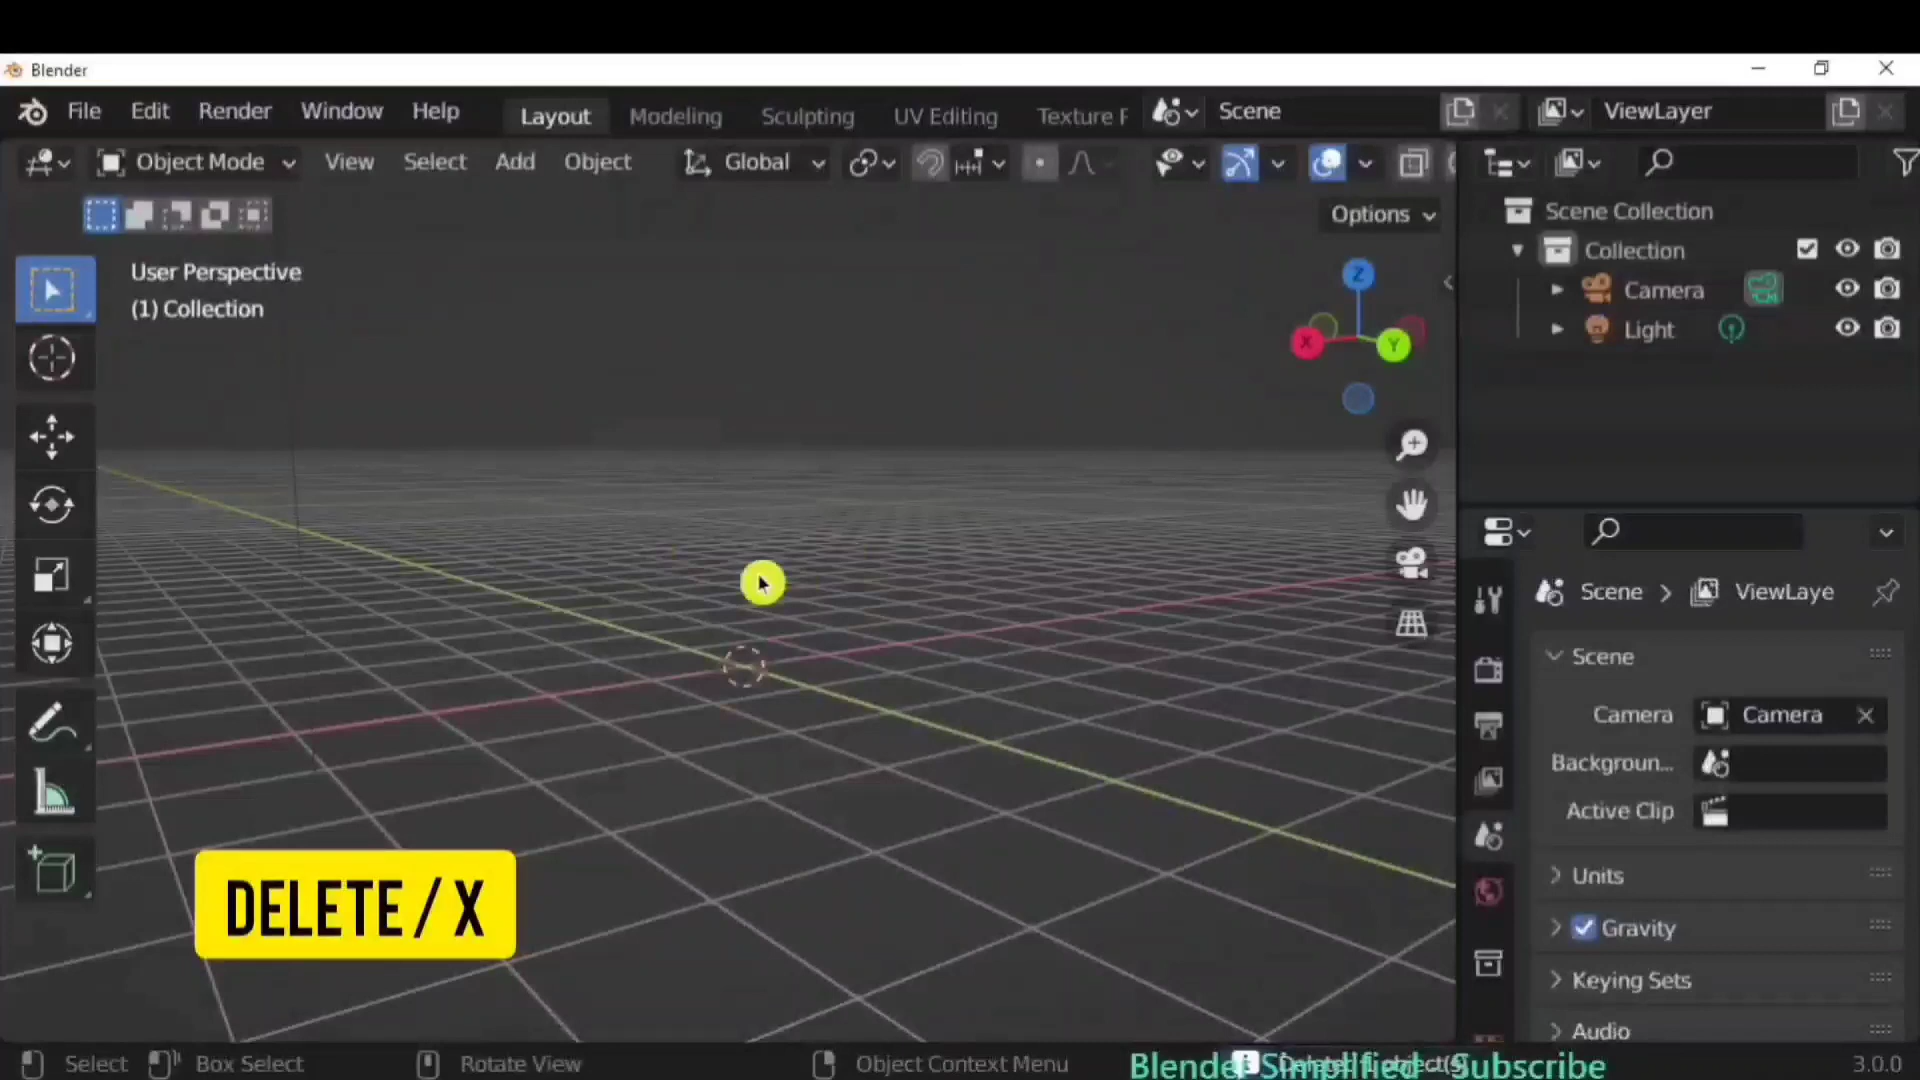 Blender
File Edit Render Window Help Layout Modeling Sculpting UV Editing Texture P Scene ViewLayer
Object Mode View Select Add Object Global
Options
User Perspective
(1) Collection
Z
X
Y
Scene Collection
Collection
Camera
Light
Scene > ViewLaye
Scene
Camera Camera
Backgroun...
Active Clip
Units
Gravity
Keying Sets
Audio
DELETE / X
Select Box Select Rotate View Object Context Menu
Blender Simplified - Subscribe
3.0.0